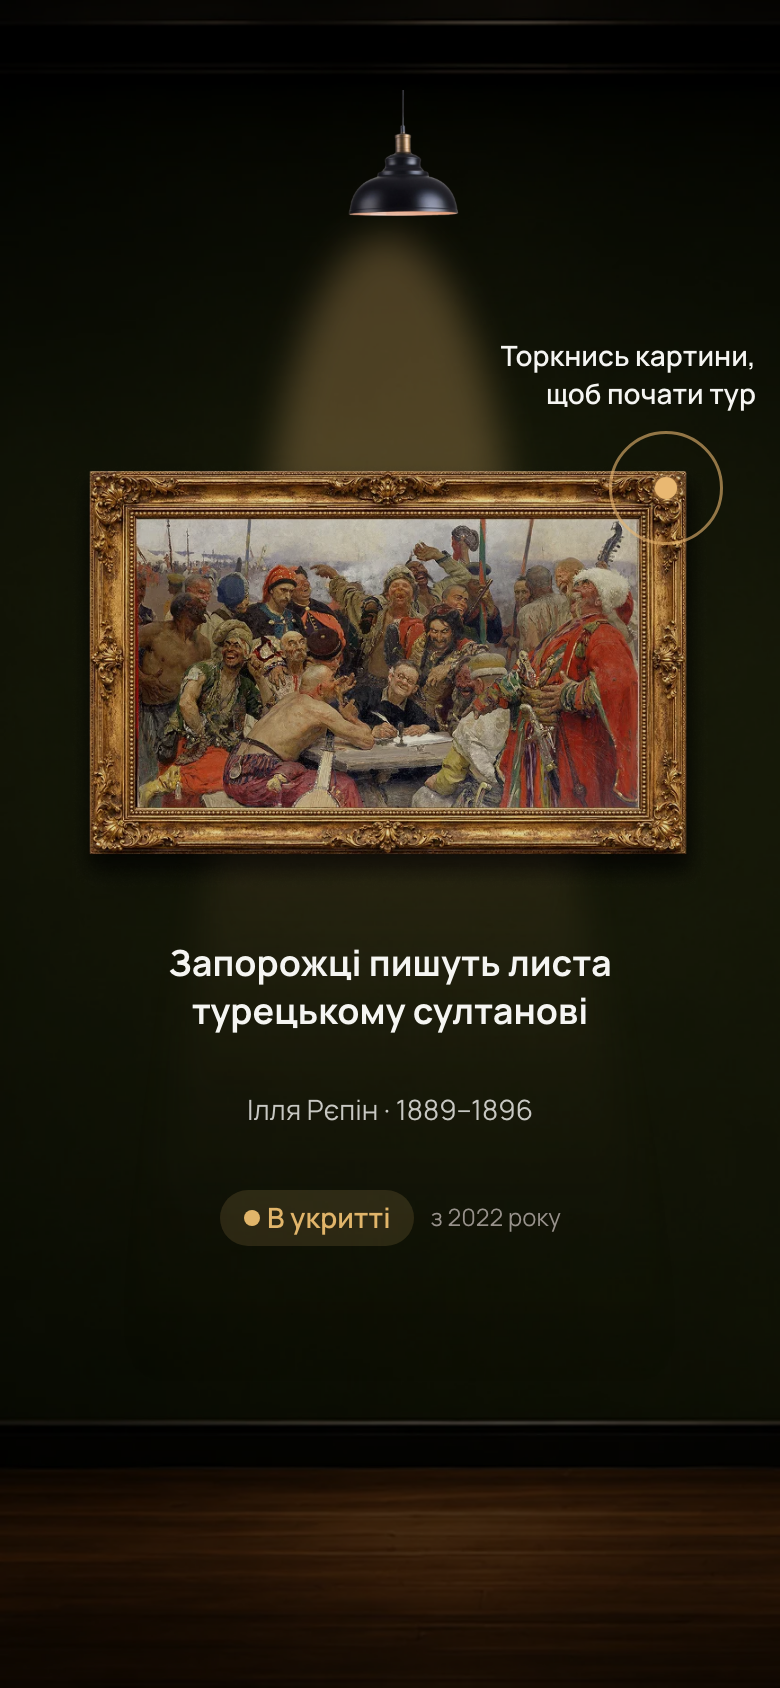 Торкнись картини,
щоб почати тур
Запорожці пишуть листа
турецькому султанові
Ілля Рєпін · 1889–1896
В укритті з 2022 року